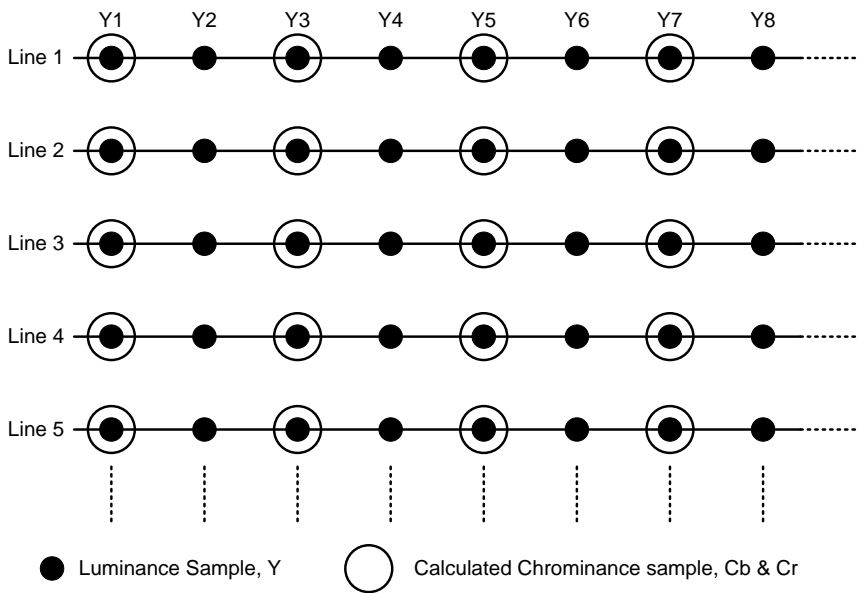 Y1 Y2 Y3 Y4 Y5 Y6 Y7 Y8
Line 1
Line 2
Line 3
Line 4
Line 5
Luminance Sample, Y Calculated Chrominance sample, Cb & Cr